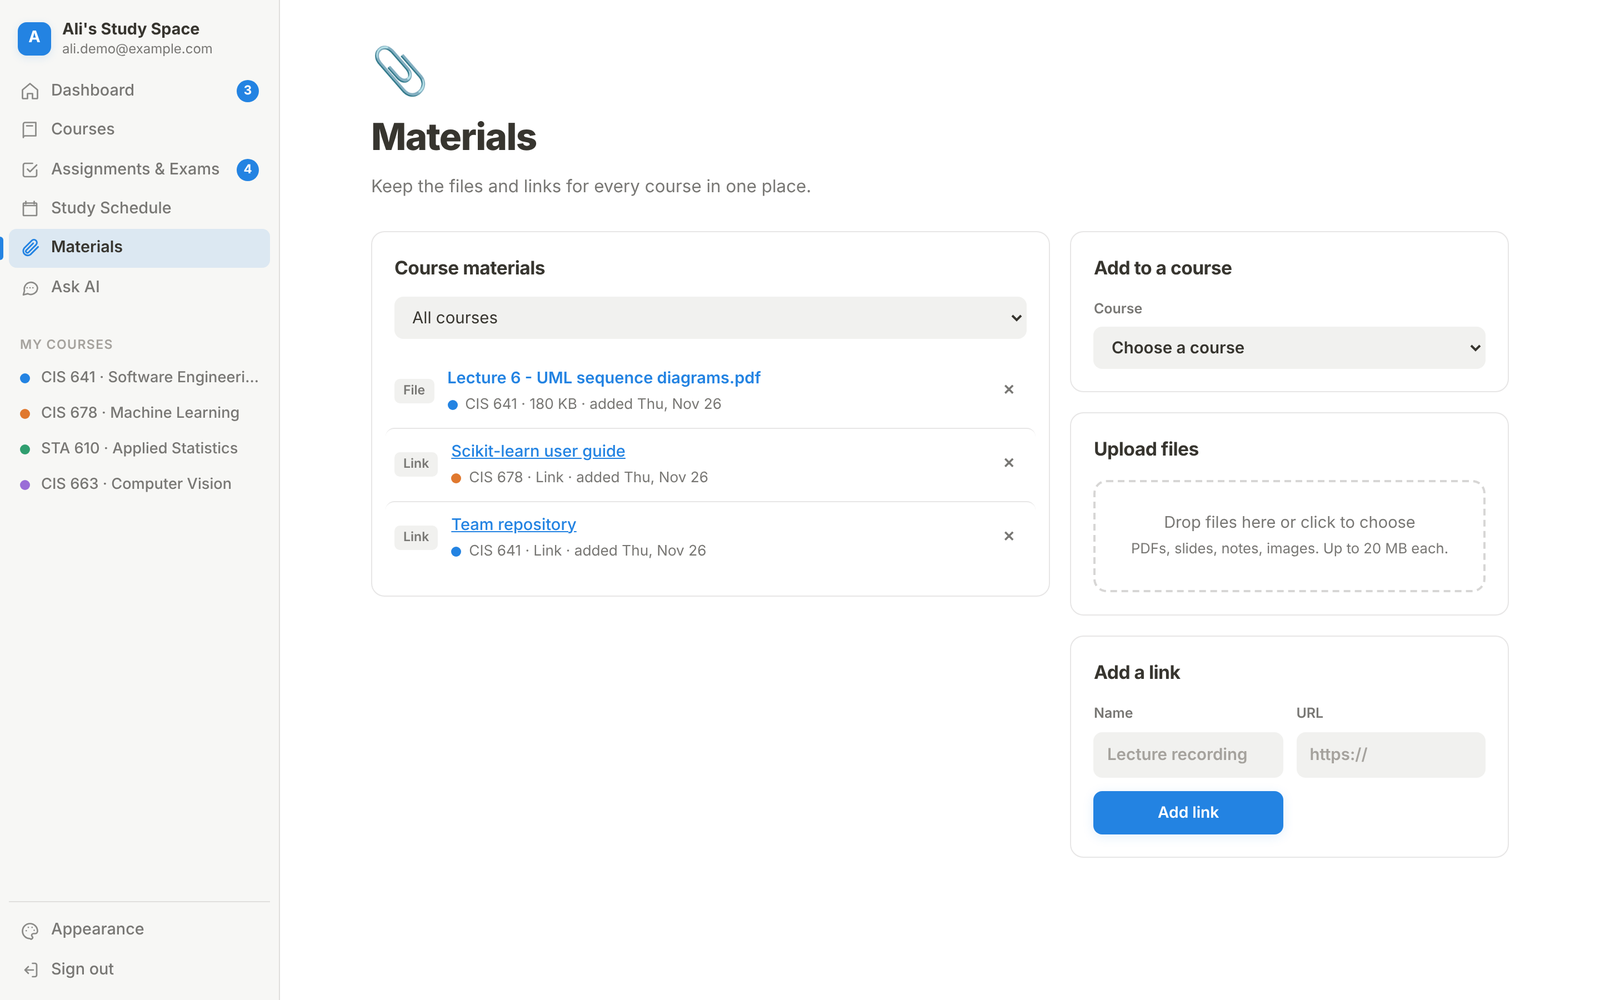 A
Ali's Study Space
ali.demo@example.com
Dashboard
3
Courses
Assignments & Exams
4
Study Schedule
Materials
Ask AI
MY COURSES
CIS 641 · Software Engineeri...
CIS 678 · Machine Learning
STA 610 · Applied Statistics
CIS 663 · Computer Vision
Appearance
Sign out
Materials
Keep the files and links for every course in one place.
Course materials
All courses
File
Lecture 6 - UML sequence diagrams.pdf
CIS 641 · 180 KB · added Thu, Nov 26
×
Link
Scikit-learn user guide
CIS 678 · Link · added Thu, Nov 26
×
Link
Team repository
CIS 641 · Link · added Thu, Nov 26
×
Add to a course
Course
Choose a course
Upload files
Drop files here or click to choose
PDFs, slides, notes, images. Up to 20 MB each.
Add a link
Name
URL
Lecture recording
https://
Add link